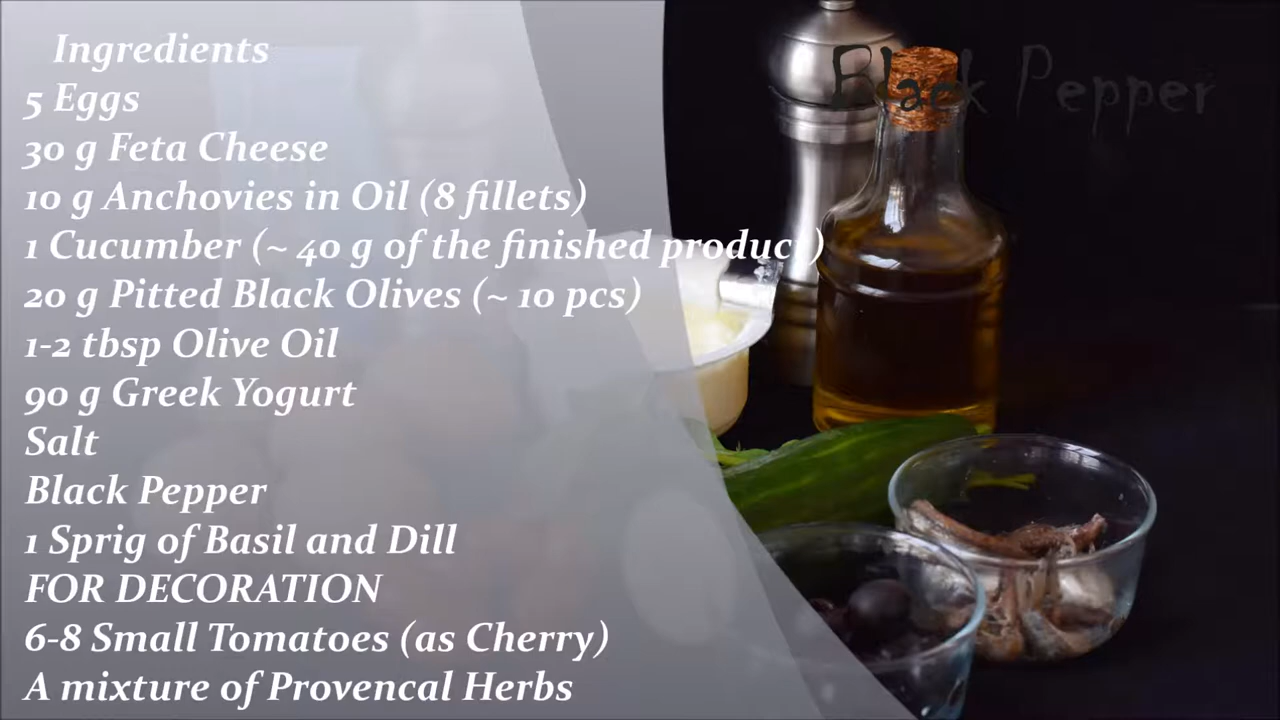 Ingredients
5 Eggs
30 g Feta Cheese
10 g Anchovies in Oil (8 fillets)
1 Cucumber (~ 40 g of the finished product)
20 g Pitted Black Olives (~ 10 pcs)
1-2 tbsp Olive Oil
90 g Greek Yogurt
Salt
Black Pepper
1 Sprig of Basil and Dill
FOR DECORATION
6-8 Small Tomatoes (as Cherry)
A mixture of Provencal Herbs
Black Pepper